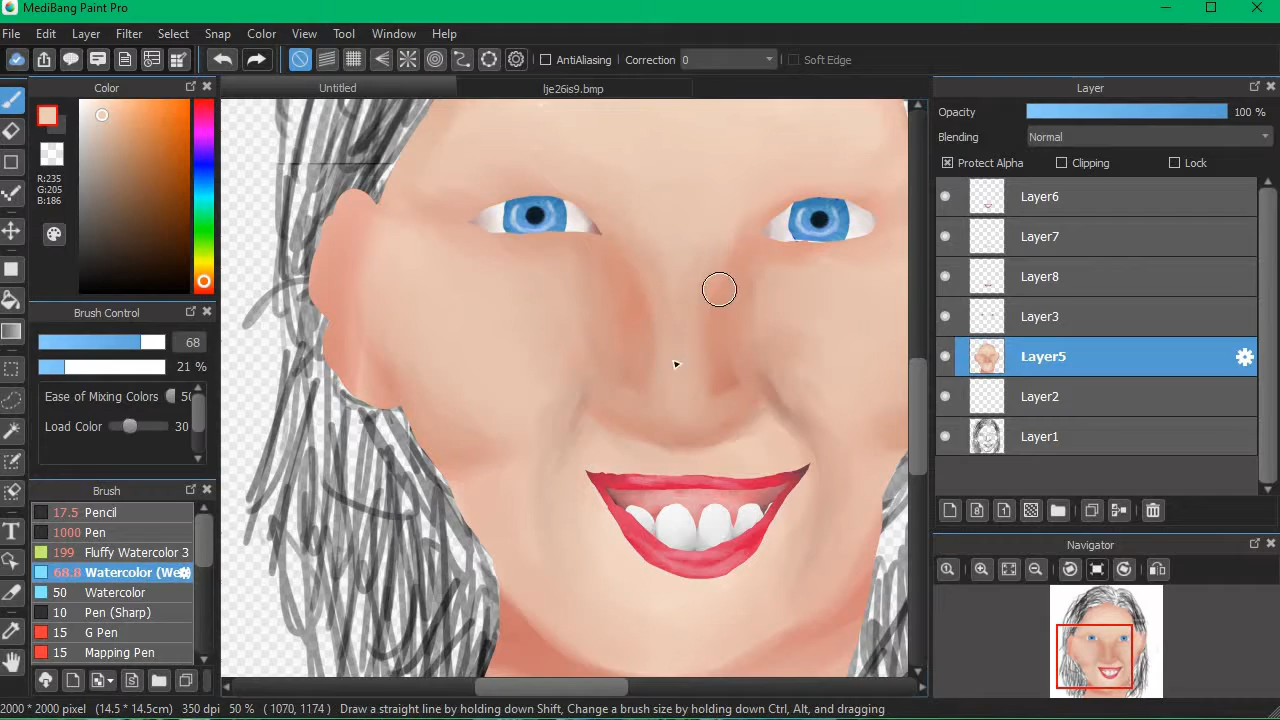 MediBang Paint Pro
File Edit Layer Filter Select Snap Color View Tool Window Help
AntiAliasing Correction 0 Soft Edge
Color
Untitled
lje26is9.bmp
Layer
R:235
G:205
B:186
Opacity 100 %
Blending Normal
Protect Alpha Clipping Lock
Layer6
Layer7
Layer8
Layer3
Layer5
Layer2
Layer1
Brush Control
68
21 %
Ease of Mixing Colors
Load Color 30
Brush
17.5 Pencil
1000 Pen
199 Fluffy Watercolor 3
68.8 Watercolor (Wet)
50 Watercolor
10 Pen (Sharp)
15 G Pen
15 Mapping Pen
Navigator
2000 * 2000 pixel (14.5 * 14.5cm) 350 dpi 50 % ( 1070, 1174 ) Draw a straight line by holding down Shift, Change a brush size by holding down Ctrl, Alt, and dragging